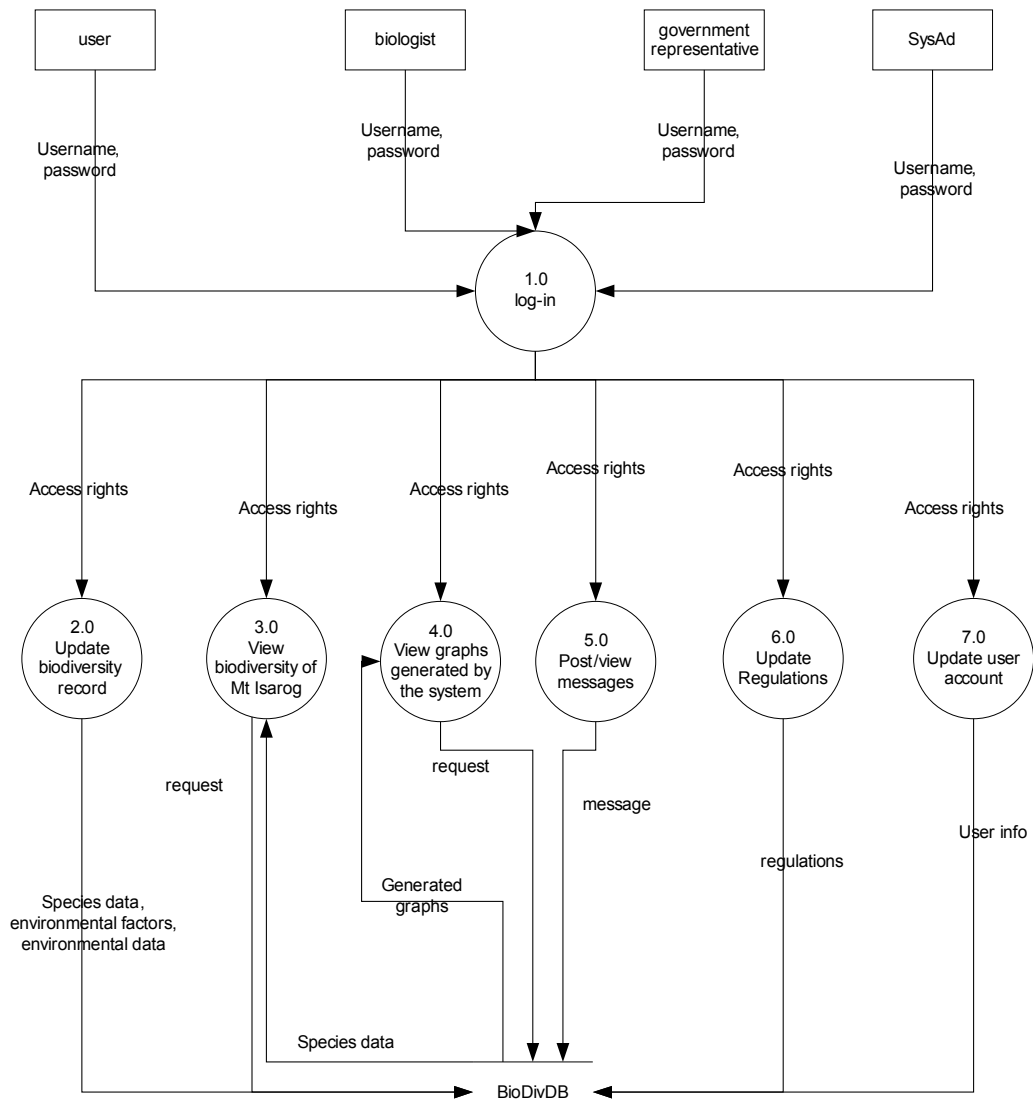 user
biologist
government
representative
SysAd
Username,
password
Username,
password
Username,
password
Username,
password
1.0
log-in
Access rights
Access rights
Access rights
Access rights
Access rights
Access rights
2.0
Update
biodiversity
record
3.0
View
biodiversity of
Mt Isarog
4.0
View graphs
generated by
the system
5.0
Post/view
messages
6.0
Update
Regulations
7.0
Update user
account
request
request
message
User info
regulations
Generated
graphs
Species data,
environmental factors,
environmental data
Species data
BioDivDB